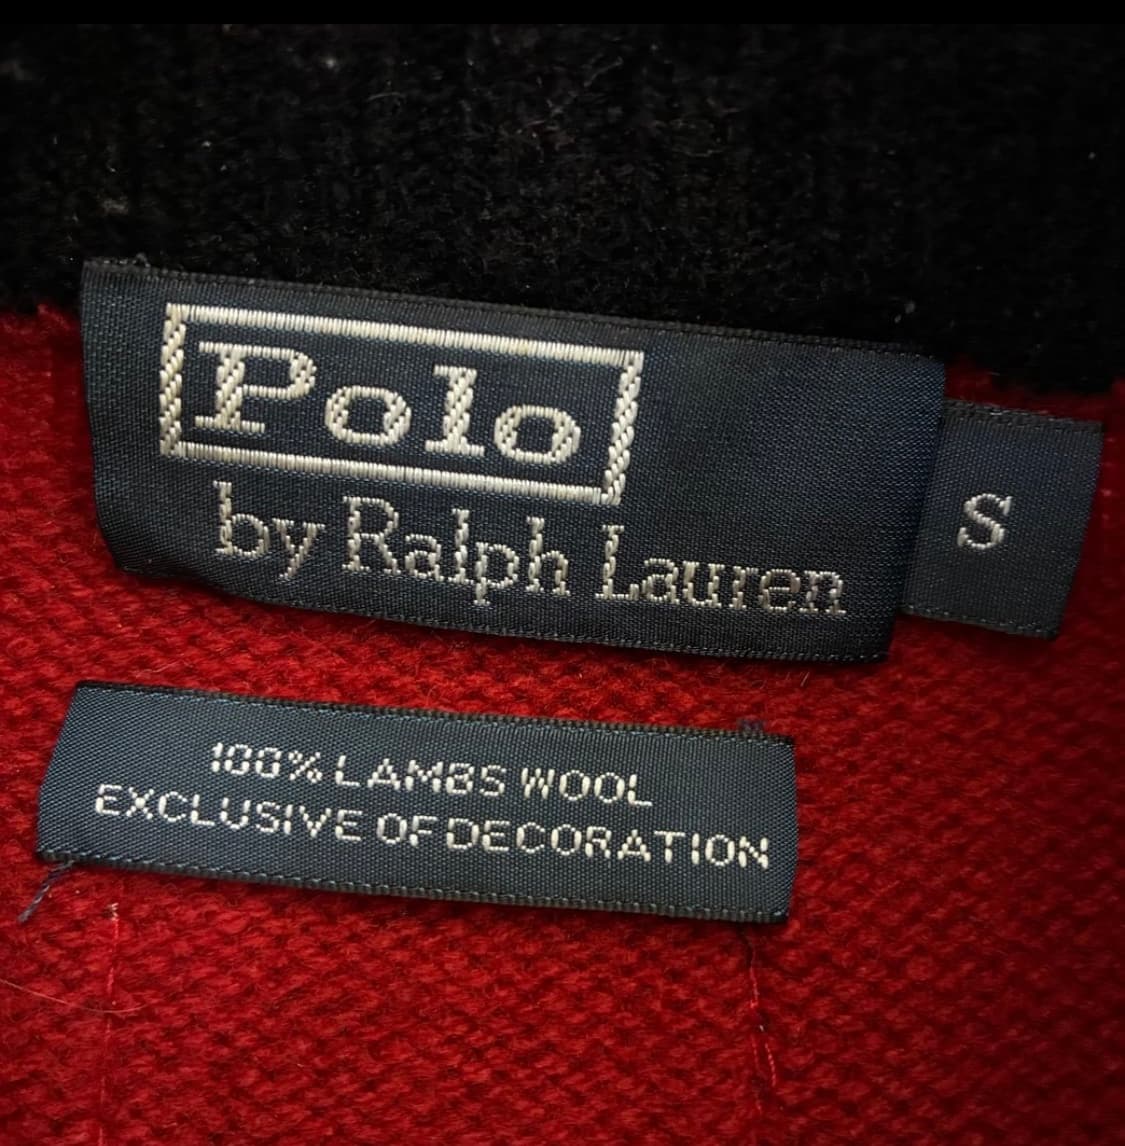 Polo
by Ralph Lauren
S
100% LAMBS WOOL
EXCLUSIVE OF DECORATION